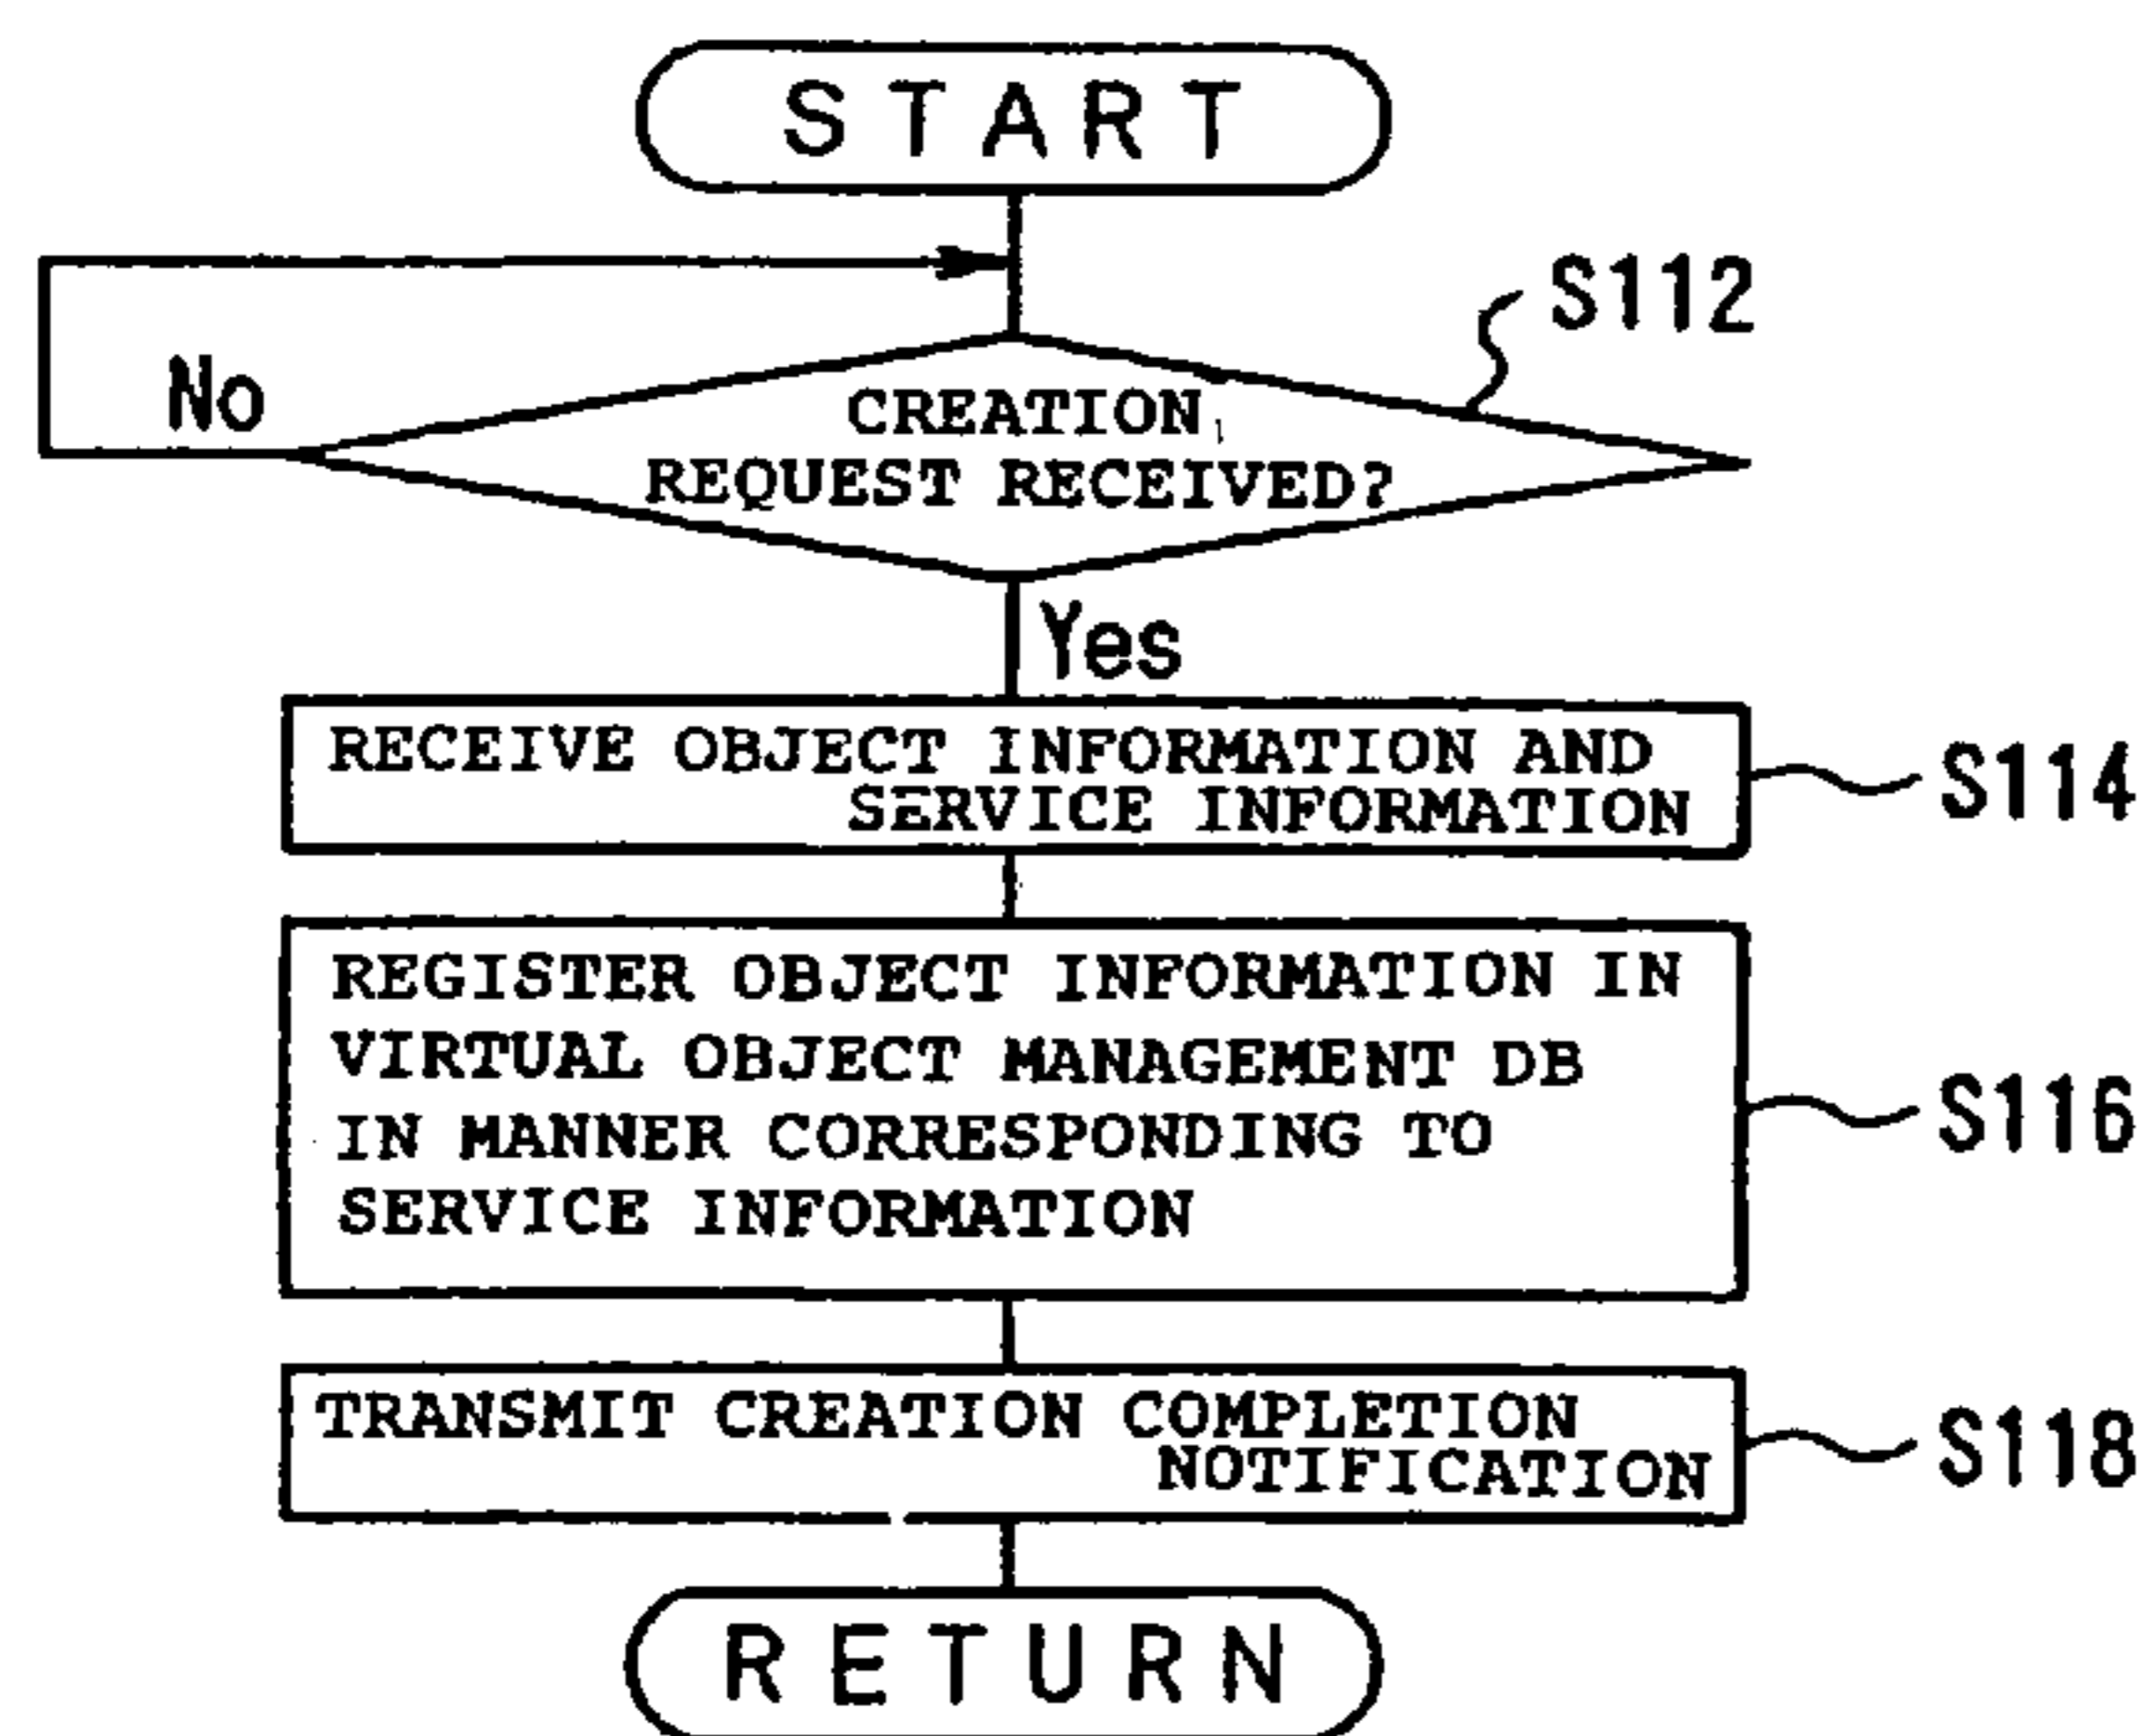 START
S112
No
CREATION
REQUEST RECEIVED?
Yes
RECEIVE OBJECT INFORMATION AND
SERVICE INFORMATION
S114
REGISTER OBJECT INFORMATION IN
VIRTUAL OBJECT MANAGEMENT DB
IN MANNER CORRESPONDING TO
SERVICE INFORMATION
S116
TRANSMIT CREATION COMPLETION
NOTIFICATION
S118
RETURN